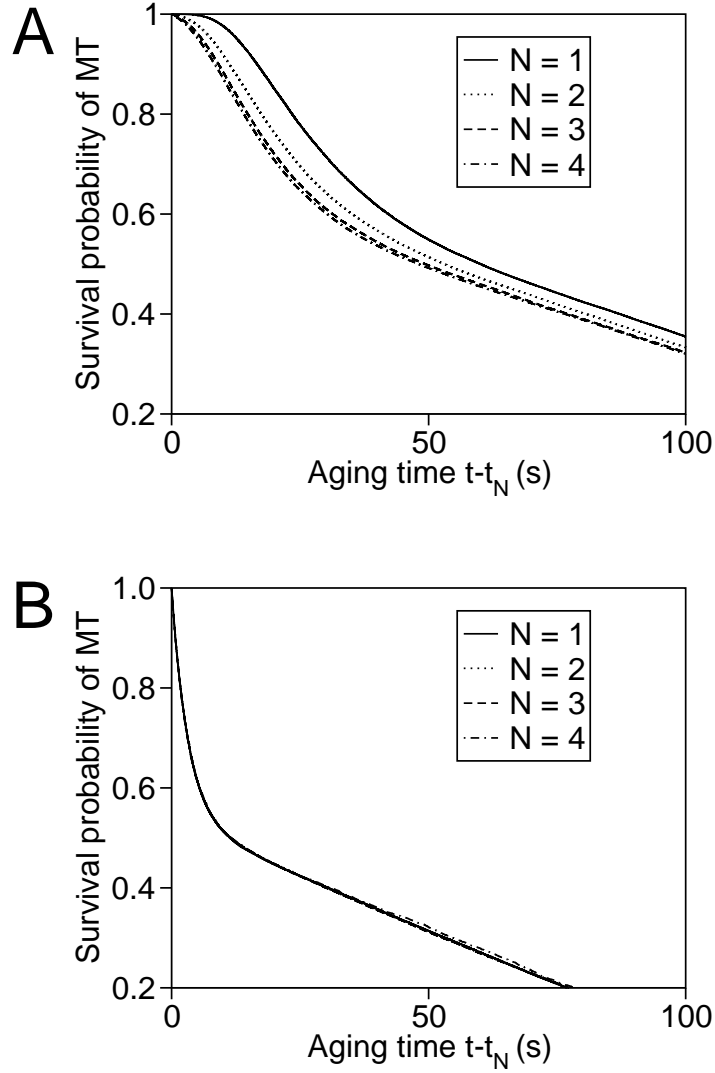 A
Survival probability of MT
1
0.8
0.6
0.4
0.2
0
50
100
Aging time t-tN (s)
N = 1
N = 2
N = 3
N = 4
B
Survival probability of MT
1.0
0.8
0.6
0.4
0.2
0
50
100
Aging time t-tN (s)
N = 1
N = 2
N = 3
N = 4